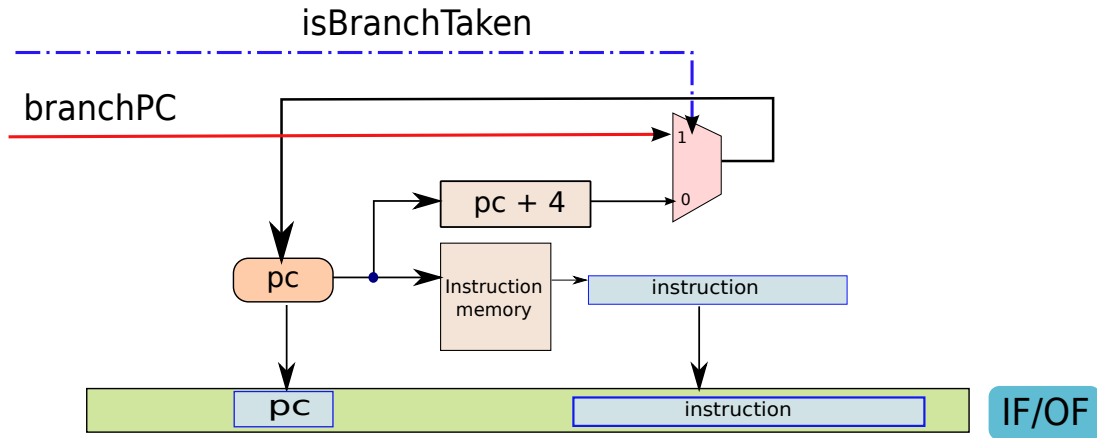 isBranchTaken
branchPC
1
0
pc + 4
pc
Instruction
memory
instruction
pc
instruction
IF/OF